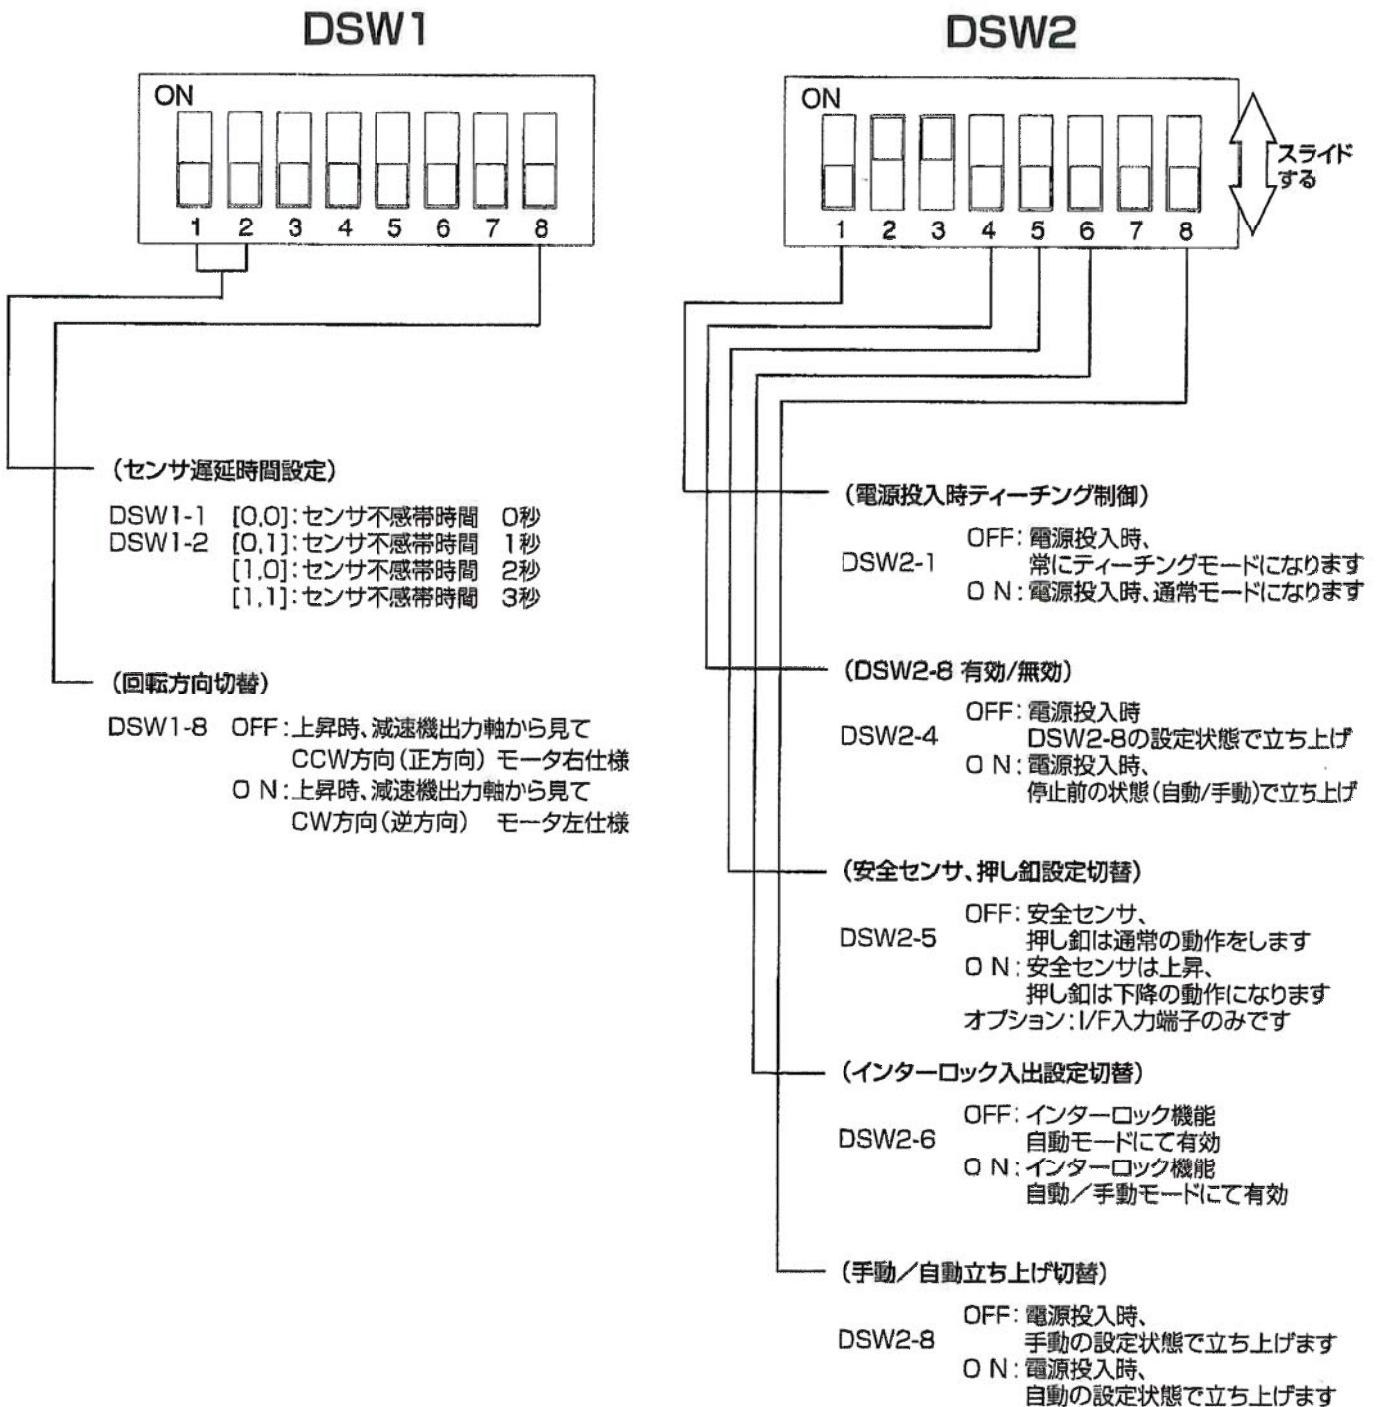 DSW1
ON
1 2 3 4 5 6 7 8
DSW2
ON
1 2 3 4 5 6 7 8
スライド
する
(センサ遅延時間設定)
DSW1-1 [0,0]:センサ不感帯時間 0秒
DSW1-2 [0,1]:センサ不感帯時間 1秒
[1,0]:センサ不感帯時間 2秒
[1,1]:センサ不感帯時間 3秒
(回転方向切替)
DSW1-8 OFF:上昇時、減速機出力軸から見て
CCW方向(正方向) モータ右仕様
ON:上昇時、減速機出力軸から見て
CW方向(逆方向) モータ左仕様
(電源投入時ティーチング制御)
DSW2-1
OFF:電源投入時、
常にティーチングモードになります
ON:電源投入時、通常モードになります
(DSW2-8 有効/無効)
DSW2-4
OFF:電源投入時
DSW2-8の設定状態で立ち上げ
ON:電源投入時、
停止前の状態(自動/手動)で立ち上げ
(安全センサ、押し釦設定切替)
DSW2-5
OFF:安全センサ、
押し釦は通常の動作をします
ON:安全センサは上昇、
押し釦は下降の動作になります
オプション:I/F入力端子のみです
(インターロック入出設定切替)
DSW2-6
OFF:インターロック機能
自動モードにて有効
ON:インターロック機能
自動/手動モードにて有効
(手動/自動立ち上げ切替)
DSW2-8
OFF:電源投入時、
手動の設定状態で立ち上げます
ON:電源投入時、
自動の設定状態で立ち上げます